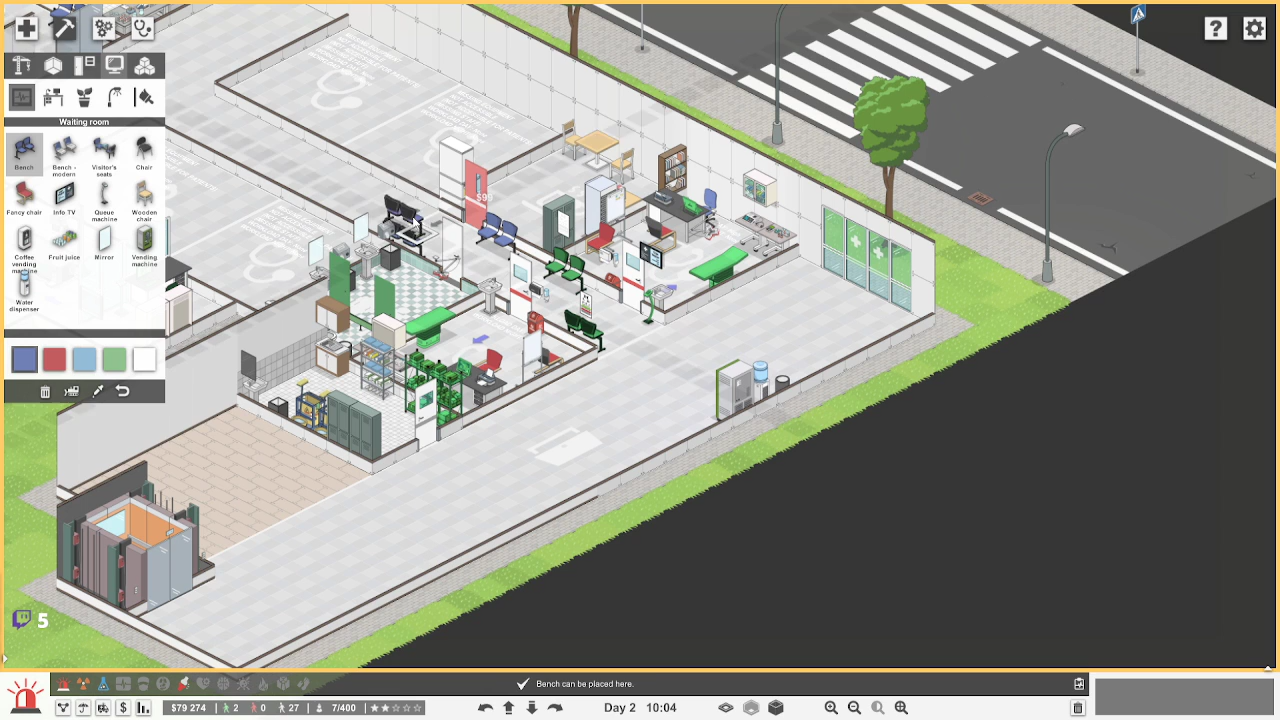 ?
Waiting room
Bench
Bench - modern
Visitor's seats
Chair
Fancy chair
Info TV
Queue machine
Wooden chair
Coffee vending machine
Fruit juice
Mirror
Vending machine
Water dispenser
5
Bench can be placed here.
$79 274
2
0
27
7/400
Day 2 10:04